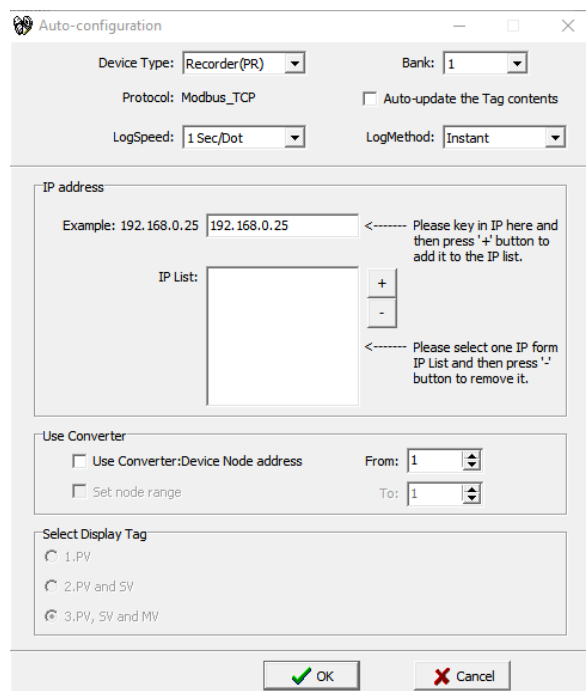 Auto-configuration
Device Type: Recorder(PR) Bank: 1
Protocol: Modbus_TCP Auto-update the Tag contents
LogSpeed: 1 Sec/Dot LogMethod: Instant
IP address
Example: 192.168.0.25 192.168.0.25 <------- Please key in IP here and
then press '+' button to
add it to the IP list.
IP List:
+
-
<------- Please select one IP form
IP List and then press '-'
button to remove it.
Use Converter
Use Converter:Device Node address From: 1
Set node range To: 1
Select Display Tag
1.PV
2.PV and SV
3.PV, SV and MV
OK Cancel